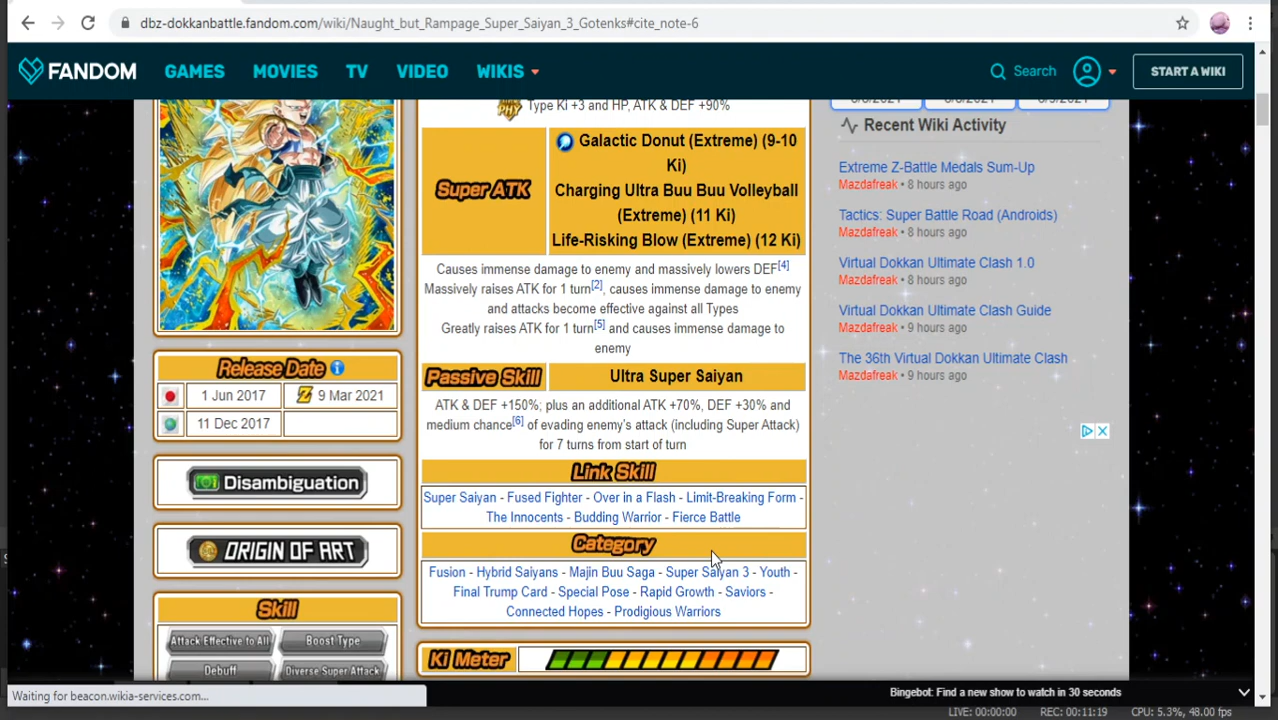 dbz-dokkanbattle.fandom.com/wiki/Naught_but_Rampage_Super_Saiyan_3_Gotenks#cite_note-6
FANDOM
GAMES
MOVIES
TV
VIDEO
WIKIS
Search
START A WIKI
PHY
Type Ki +3 and HP, ATK & DEF +90%
Super ATK
Galactic Donut (Extreme) (9-10
Ki)
Charging Ultra Buu Buu Volleyball
(Extreme) (11 Ki)
Life-Risking Blow (Extreme) (12 Ki)
Causes immense damage to enemy and massively lowers DEF[4]
Massively raises ATK for 1 turn[2], causes immense damage to enemy
and attacks become effective against all Types
Greatly raises ATK for 1 turn[5] and causes immense damage to
enemy
Passive Skill
Ultra Super Saiyan
ATK & DEF +150%; plus an additional ATK +70%, DEF +30% and
medium chance[6] of evading enemy's attack (including Super Attack)
for 7 turns from start of turn
Link Skill
Super Saiyan - Fused Fighter - Over in a Flash - Limit-Breaking Form -
The Innocents - Budding Warrior - Fierce Battle
Category
Fusion - Hybrid Saiyans - Majin Buu Saga - Super Saiyan 3 - Youth -
Final Trump Card - Special Pose - Rapid Growth - Saviors -
Connected Hopes - Prodigious Warriors
Ki Meter
Release Date
1 Jun 2017
Z 9 Mar 2021
11 Dec 2017
Disambiguation
ORIGIN OF ART
Skill
Attack Effective to All
Boost Type
Debuff
Diverse Super Attack
Recent Wiki Activity
Extreme Z-Battle Medals Sum-Up
Mazdafreak • 8 hours ago
Tactics: Super Battle Road (Androids)
Mazdafreak • 8 hours ago
Virtual Dokkan Ultimate Clash 1.0
Mazdafreak • 8 hours ago
Virtual Dokkan Ultimate Clash Guide
Mazdafreak • 9 hours ago
The 36th Virtual Dokkan Ultimate Clash
Mazdafreak • 9 hours ago
Waiting for beacon.wikia-services.com...
Bingebot: Find a new show to watch in 30 seconds
LIVE: 00:00:00
REC: 00:11:19
CPU: 5.3%, 48.00 fps